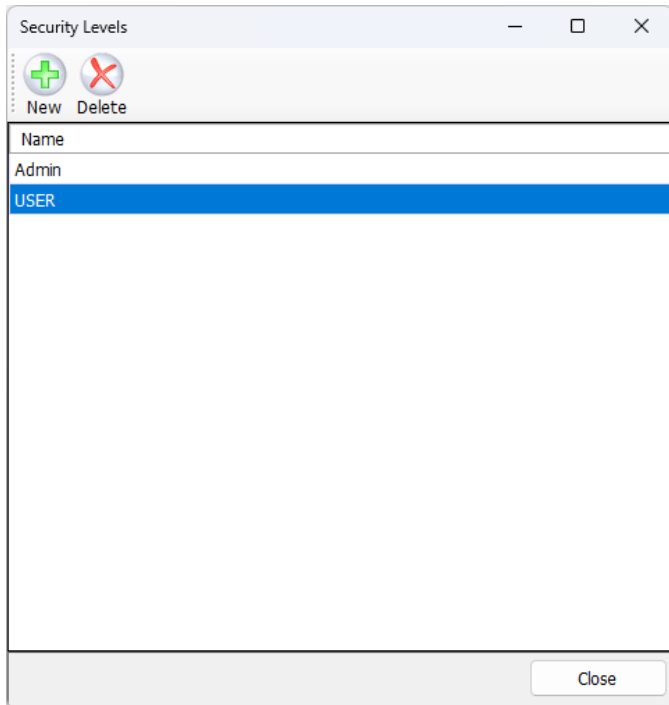 Security Levels
New Delete
Name
Admin
USER
Close